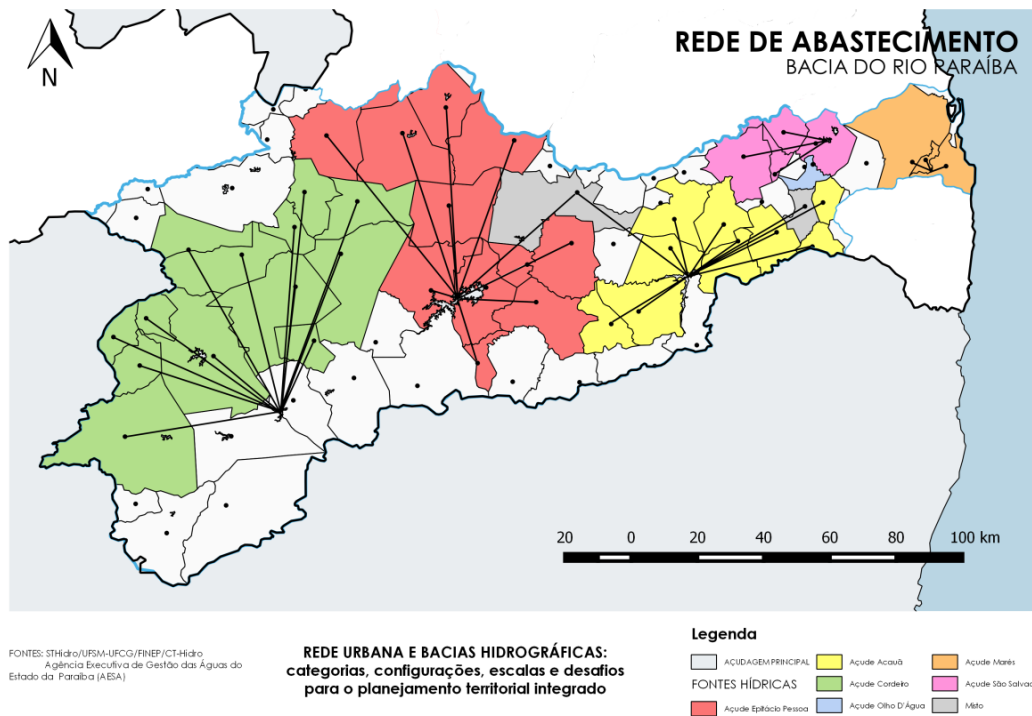 REDE DE ABASTECIMENTO
BACIA DO RIO PARAÍBA
N
20 0 20 40 60 80 100 km
FONTES: STHidro/UFSM-UFCG/FINEP/CT-Hidro
Agência Executiva de Gestão das Águas do
Estado da Paraíba (AESA)
REDE URBANA E BACIAS HIDROGRÁFICAS:
categorias, configurações, escalas e desafios
para o planejamento territorial integrado
Legenda
AÇUDAGEM PRINCIPAL
FONTES HÍDRICAS
Açude Epitácio Pessoa
Açude Acauã
Açude Cordeiro
Açude Olho D'Água
Açude Marés
Açude São Salvad
Misto